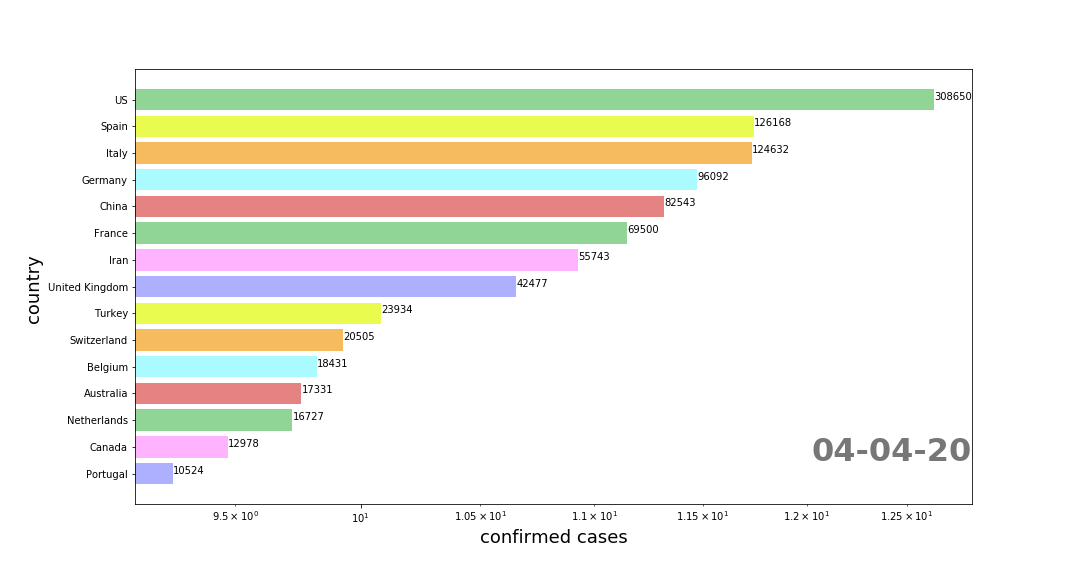 US 308650
Spain 126168
Italy 124632
Germany 96092
China 82543
France 69500
Iran 55743
United Kingdom 42477
Turkey 23934
Switzerland 20505
Belgium 18431
Australia 17331
Netherlands 16727
Canada 12978
Portugal 10524
country
04-04-20
9.5 × 10⁰ 10¹ 1.05 × 10¹ 1.1 × 10¹ 1.15 × 10¹ 1.2 × 10¹ 1.25 × 10¹
confirmed cases